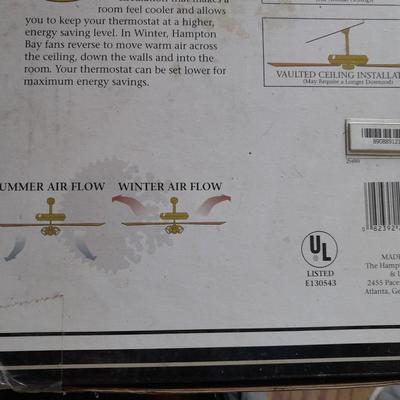 room feel cooler and allows
you to keep your thermostat at a higher,
energy saving level. In Winter, Hampton
Bay fans reverse to move warm air across
the ceiling, down the walls and into the
room. Your thermostat can be set lower for
maximum energy savings.
VAULTED CEILING INSTALLAT
(May Require a Longer Downrod)
UMMER AIR FLOW
WINTER AIR FLOW
UL
LISTED
E130543
MADE
The Hampt
& L
2455 Paces
Atlanta, Ge